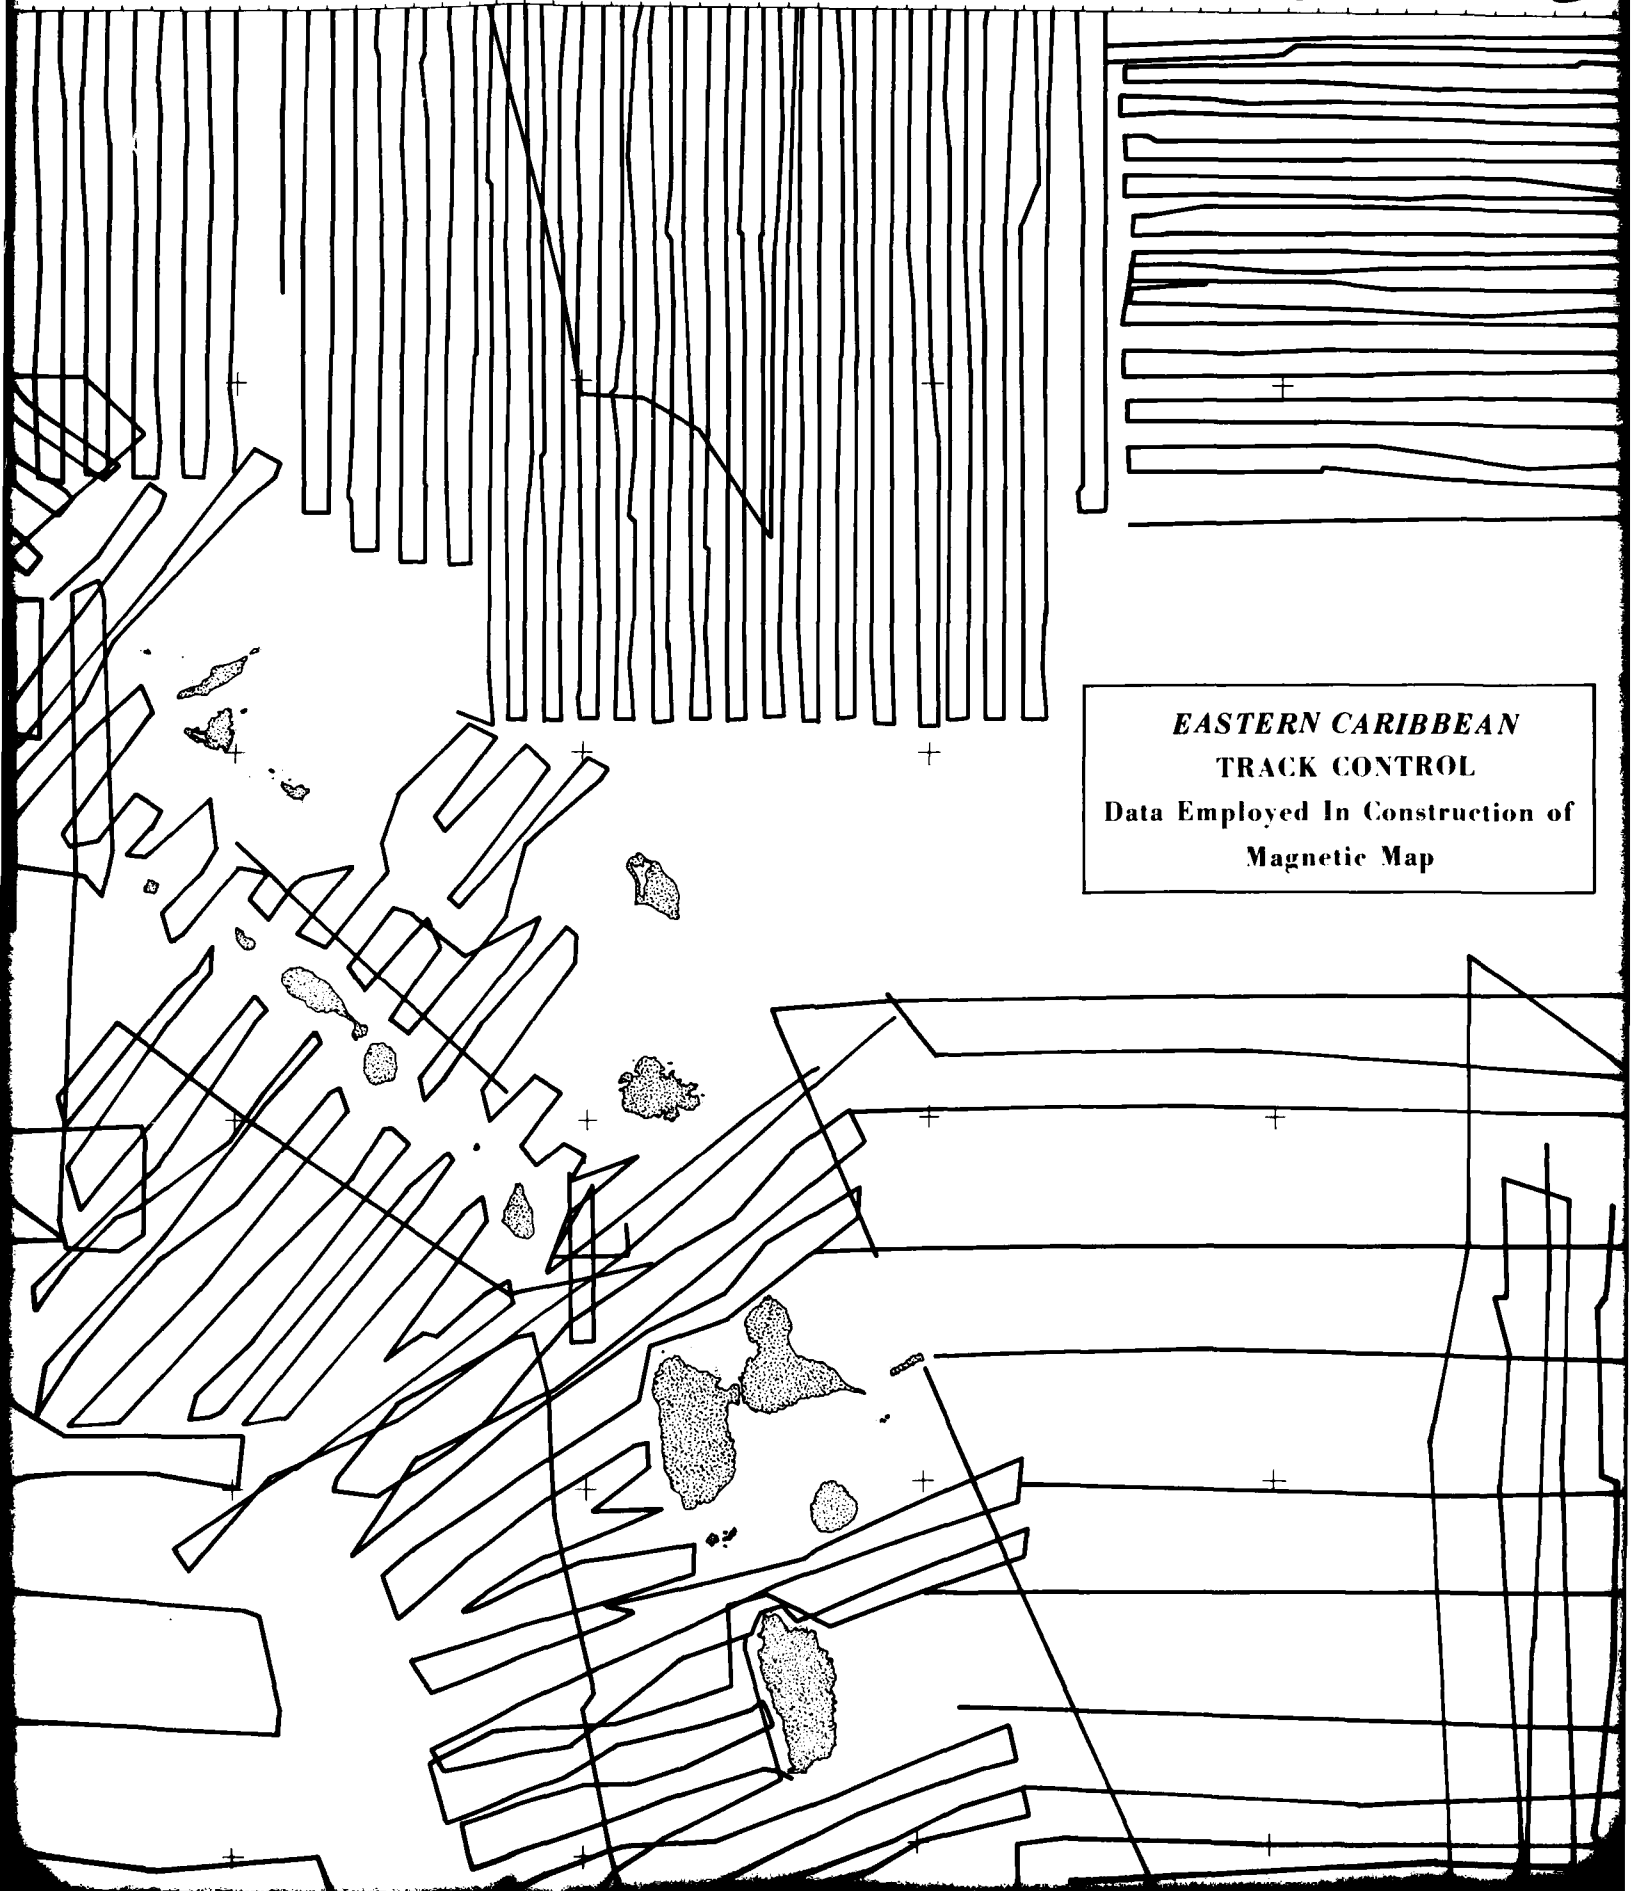 EASTERN CARIBBEAN
TRACK CONTROL
Data Employed In Construction of
Magnetic Map